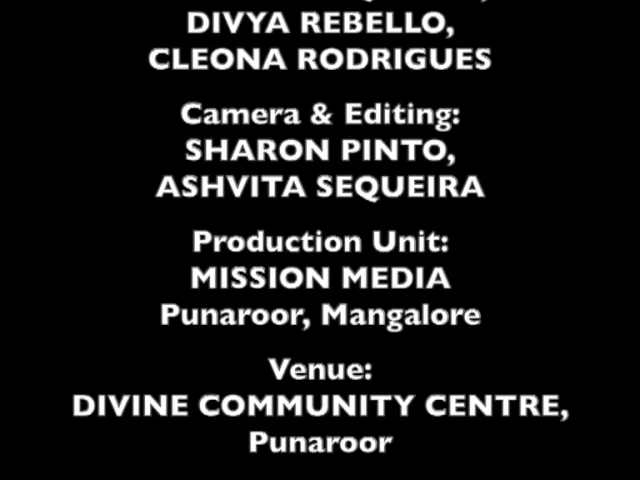 DIVYA REBELLO,
CLEONA RODRIGUES
Camera & Editing:
SHARON PINTO,
ASHVITA SEQUEIRA
Production Unit:
MISSION MEDIA
Punaroor, Mangalore
Venue:
DIVINE COMMUNITY CENTRE,
Punaroor